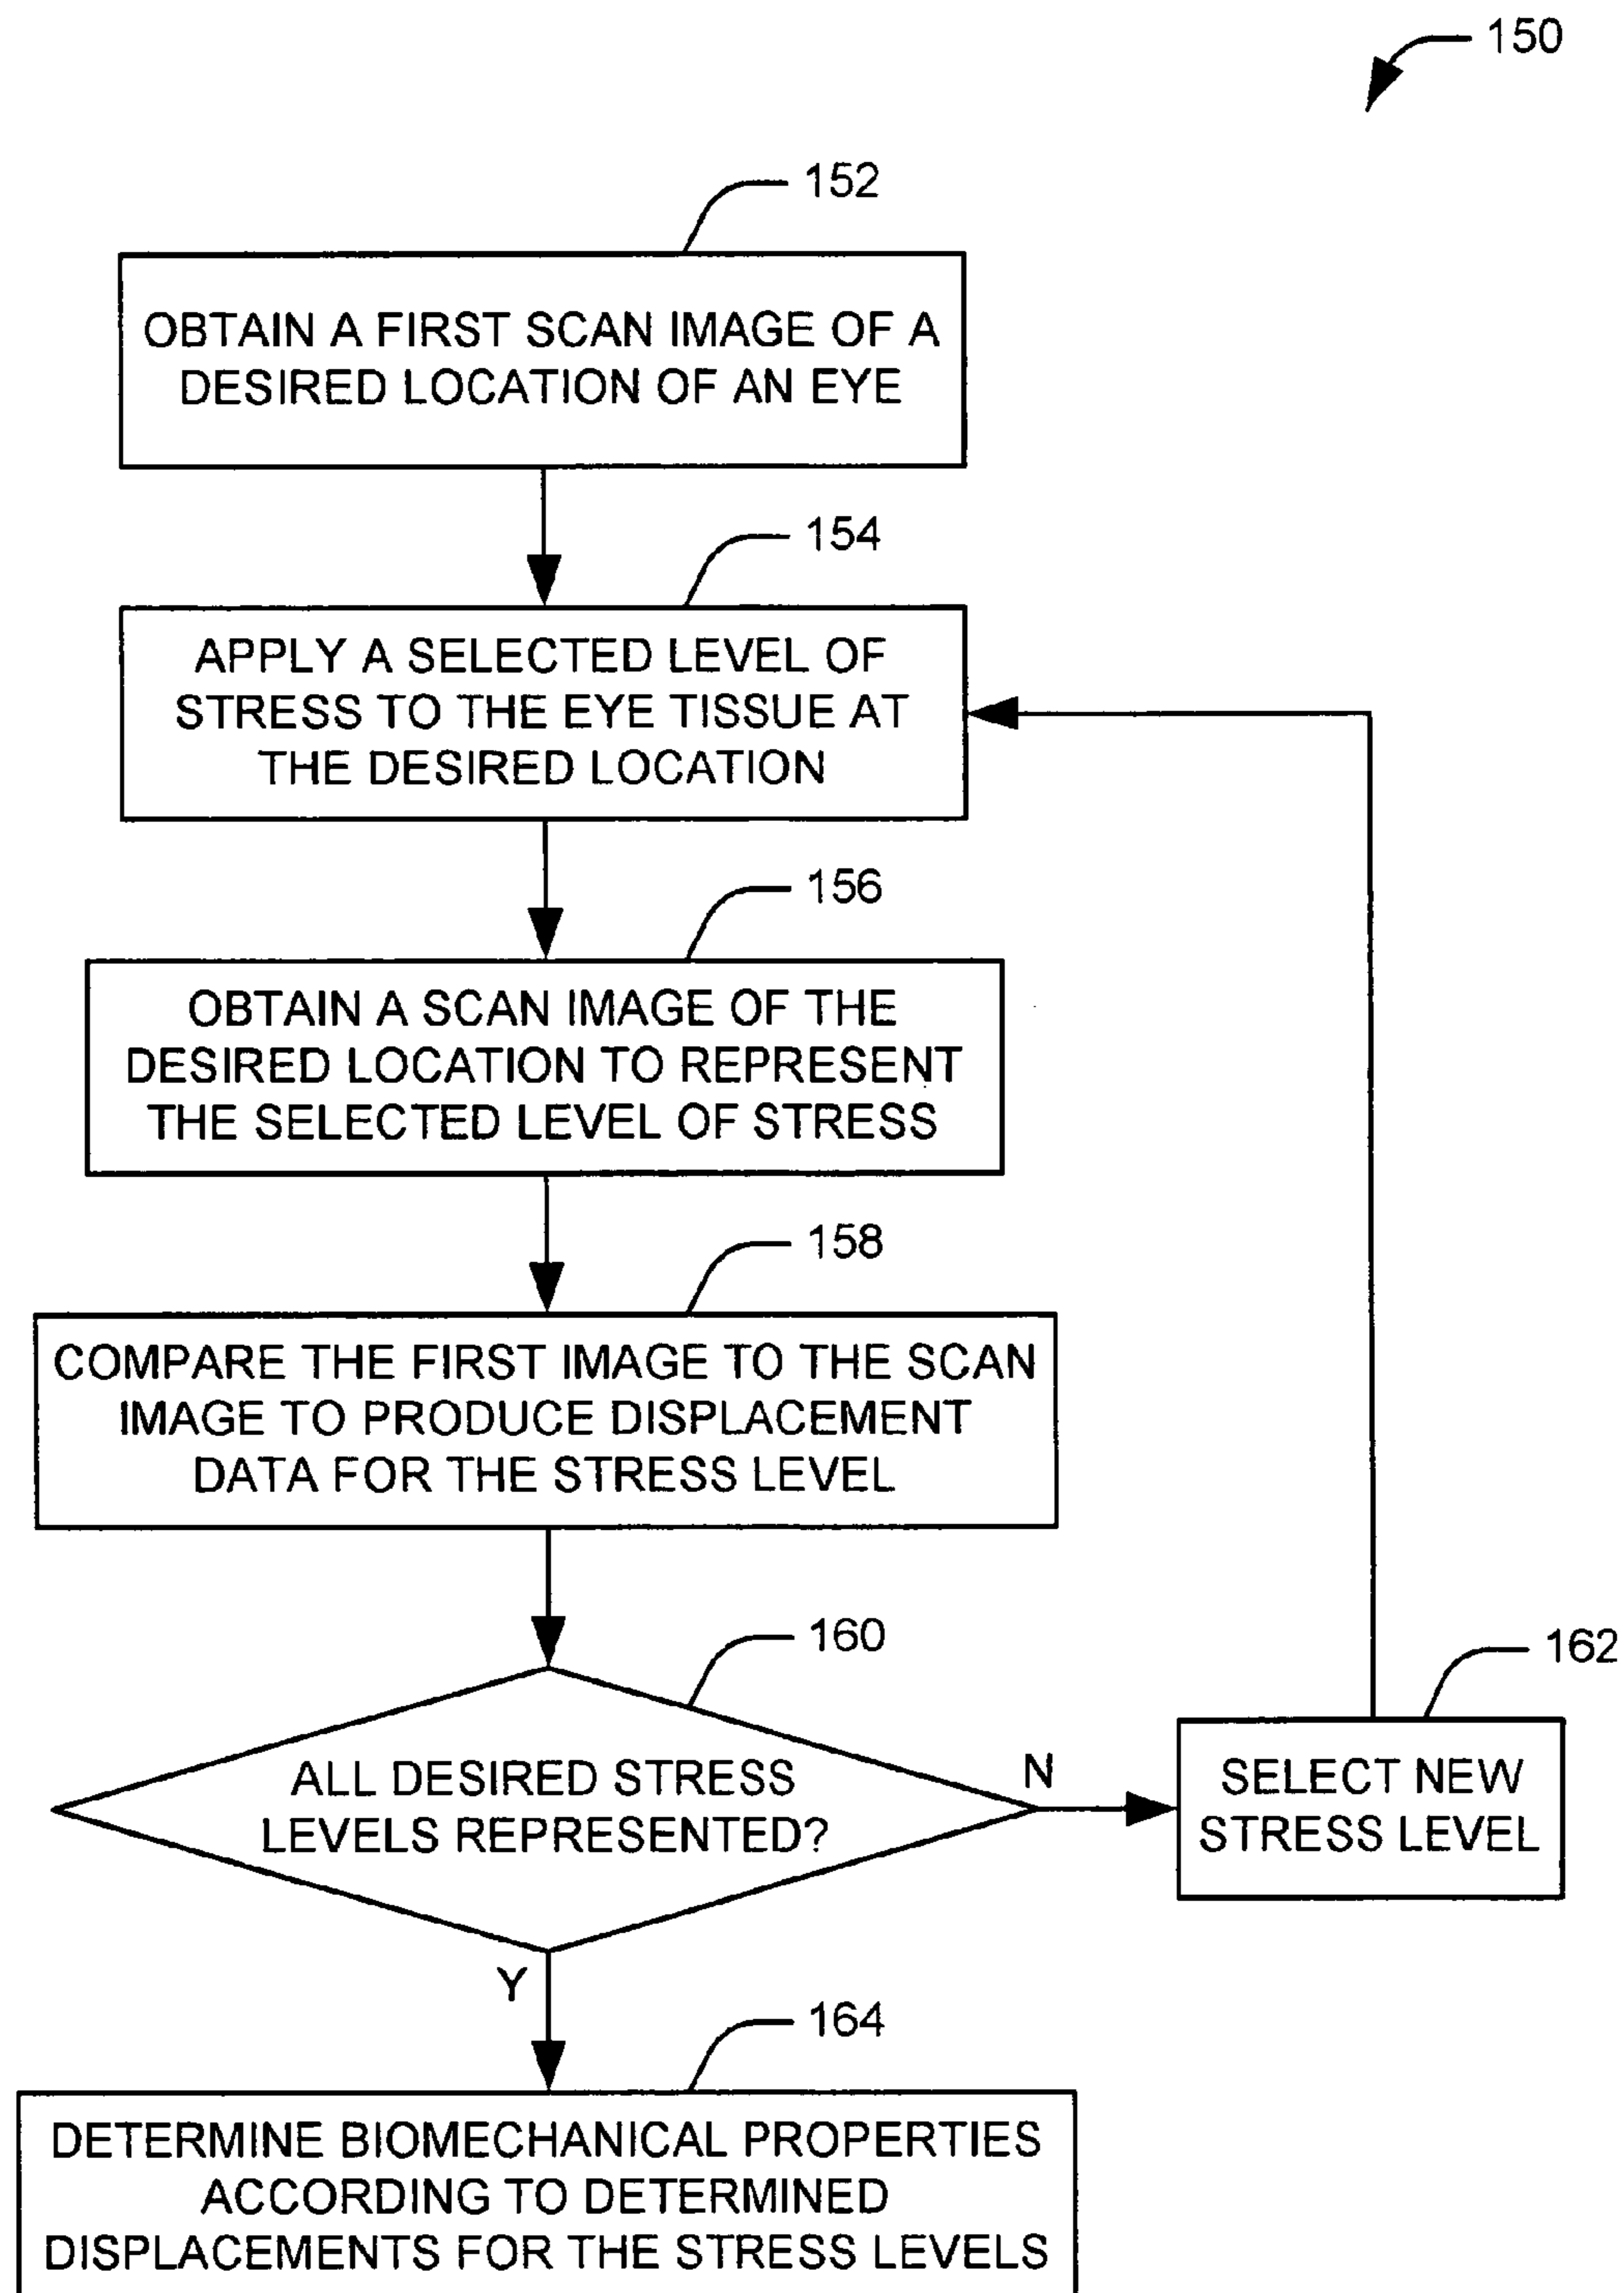 150
152
OBTAIN A FIRST SCAN IMAGE OF A
DESIRED LOCATION OF AN EYE
154
APPLY A SELECTED LEVEL OF
STRESS TO THE EYE TISSUE AT
THE DESIRED LOCATION
156
OBTAIN A SCAN IMAGE OF THE
DESIRED LOCATION TO REPRESENT
THE SELECTED LEVEL OF STRESS
158
COMPARE THE FIRST IMAGE TO THE SCAN
IMAGE TO PRODUCE DISPLACEMENT
DATA FOR THE STRESS LEVEL
160
ALL DESIRED STRESS
LEVELS REPRESENTED?
N
162
SELECT NEW
STRESS LEVEL
Y
164
DETERMINE BIOMECHANICAL PROPERTIES
ACCORDING TO DETERMINED
DISPLACEMENTS FOR THE STRESS LEVELS